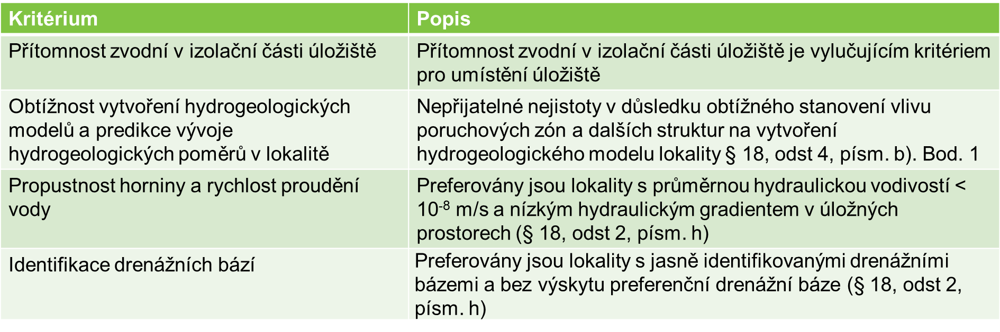 Kritérium
Popis
Přítomnost zvodní v izolační části úložiště
Přítomnost zvodní v izolační části úložiště je vylučujícím kritériem
pro umístění úložiště
Obtížnost vytvoření hydrogeologických
modelů a predikce vývoje
hydrogeologických poměrů v lokalitě
Nepřijatelné nejistoty v důsledku obtížného stanovení vlivu
poruchových zón a dalších struktur na vytvoření
hydrogeologického modelu lokality § 18, odst 4, písm. b). Bod. 1
Propustnost horniny a rychlost proudění
vody
Preferovány jsou lokality s průměrnou hydraulickou vodivostí <
10⁻⁸ m/s a nízkým hydraulickým gradientem v úložných
prostorech (§ 18, odst 2, písm. h)
Identifikace drenážních bází
Preferovány jsou lokality s jasně identifikovanými drenážními
bázemi a bez výskytu preferenční drenážní báze (§ 18, odst 2,
písm. h)